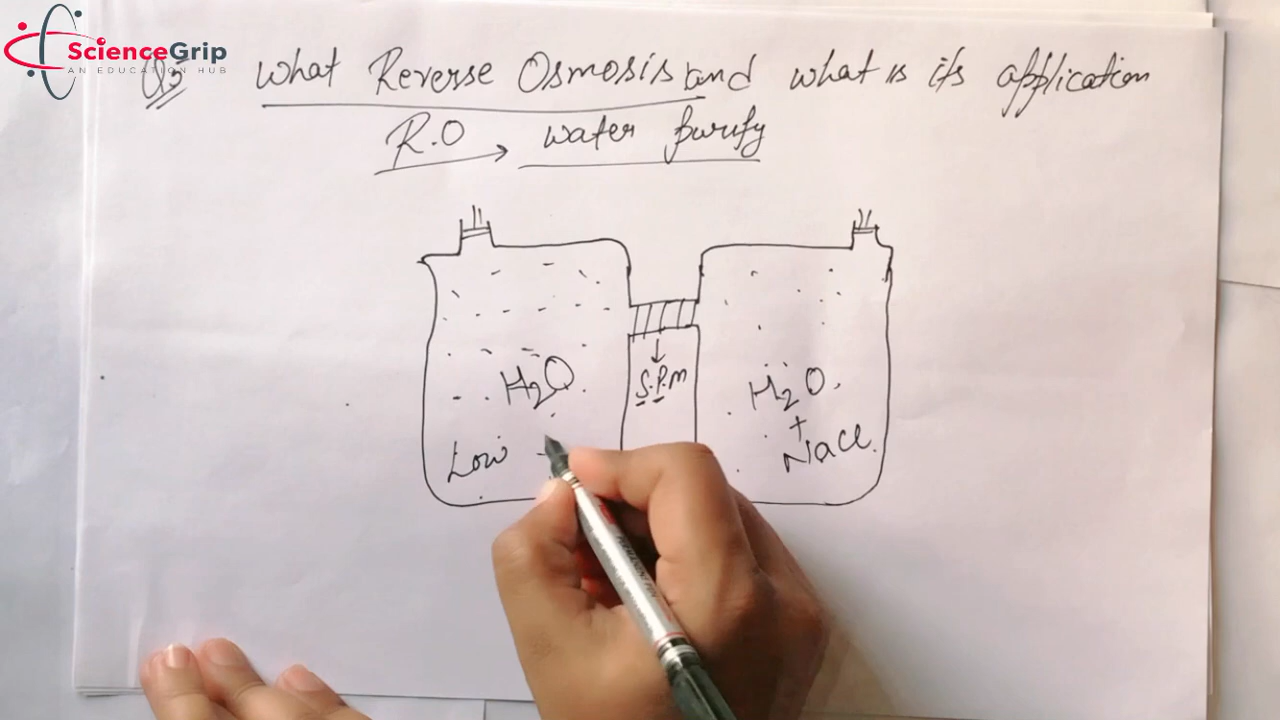 ScienceGrip
AN EDUCATION HUB
What Reverse Osmosis and what is its application
R.O → water purify
H2O
Low
S.P.M
H2O
+
NaCl